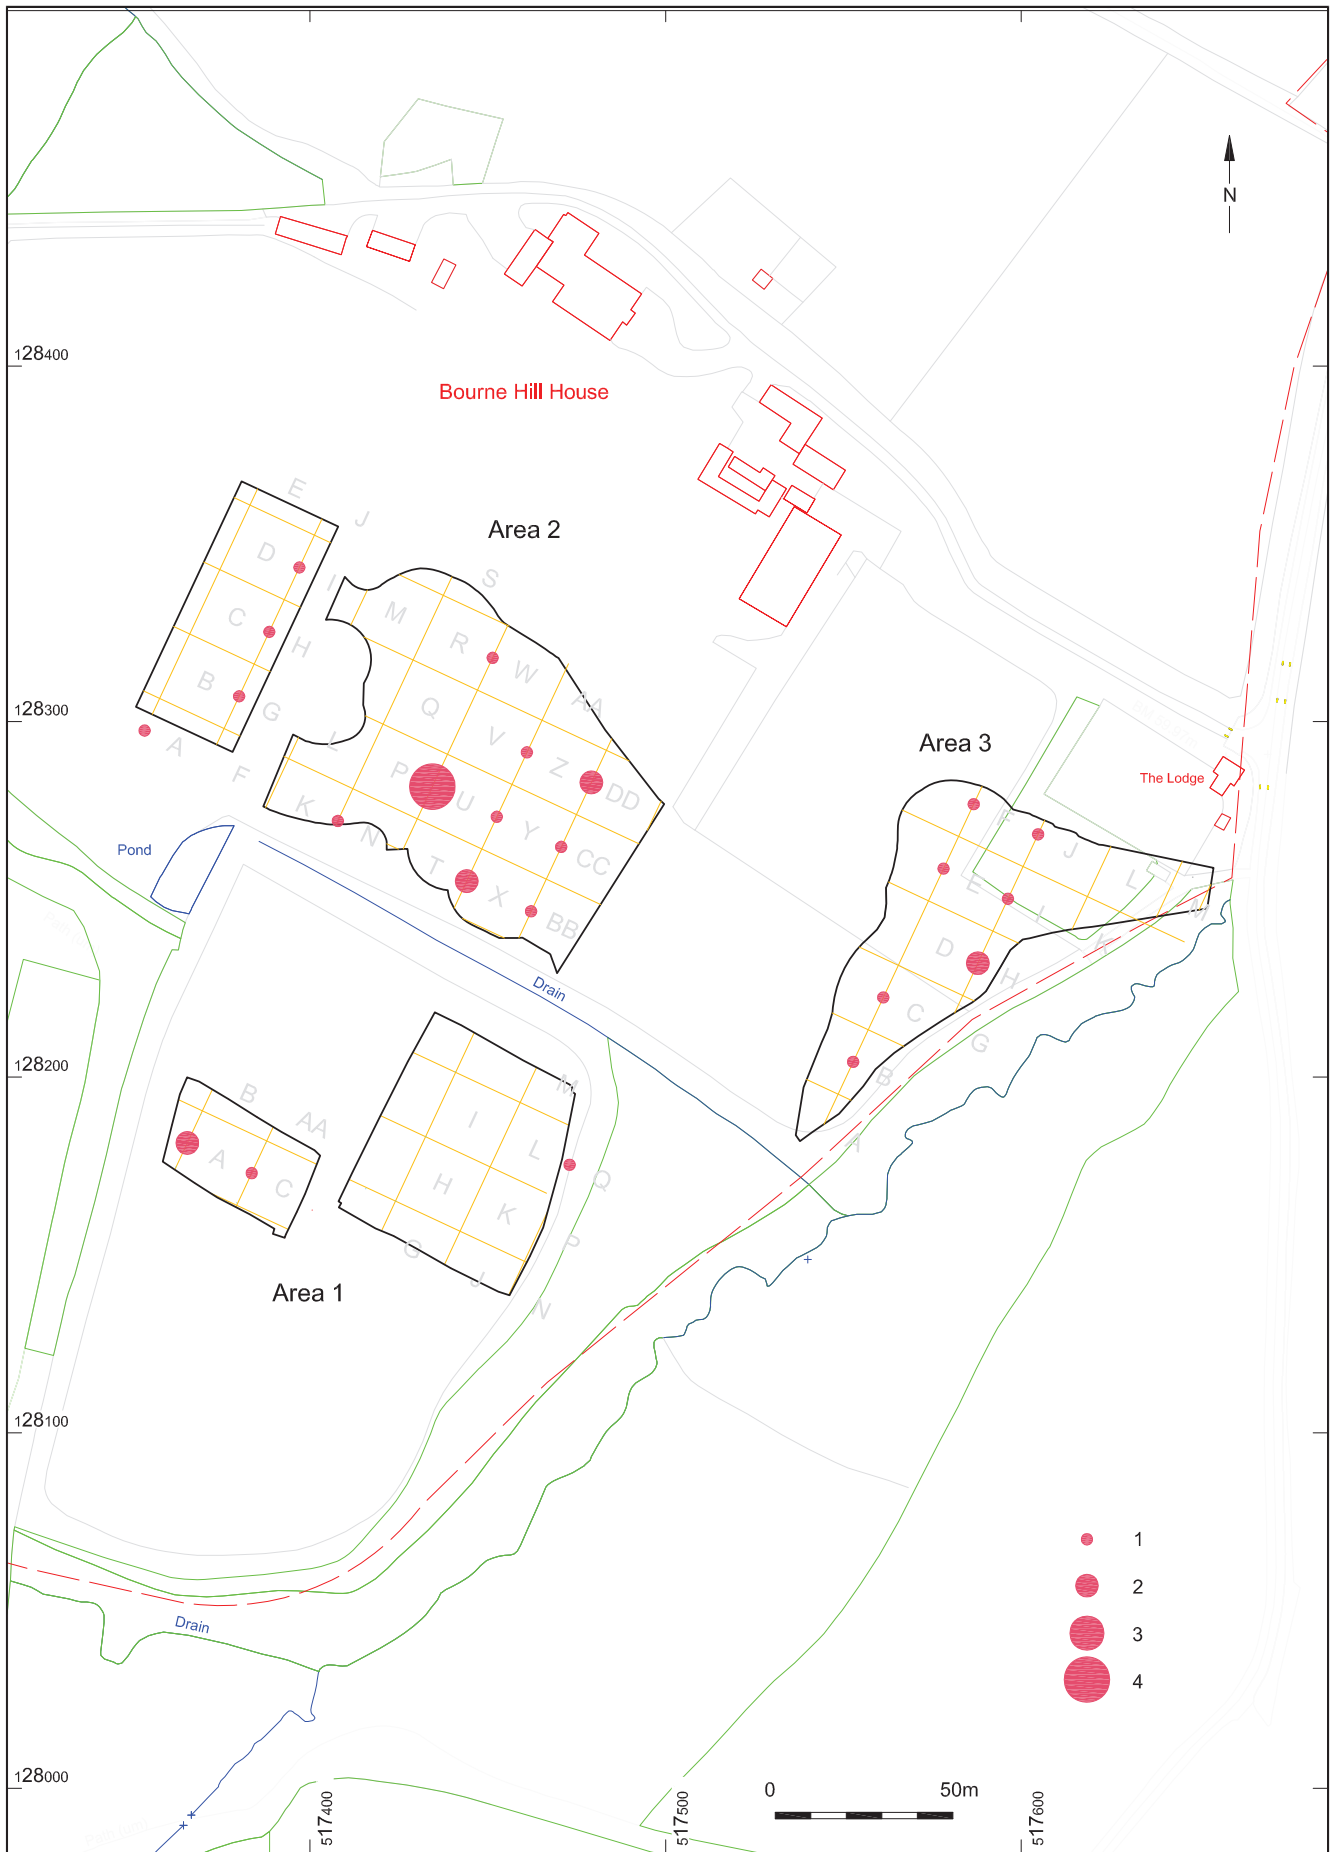 N
128400
Bourne Hill House
Area 2
E
J
D
I
S
M
R
C
H
W
B
G
Q
AA
V
A
L
F
P
Z
DD
K
U
N
Y
T
CC
X
BB
128300
Area 3
The Lodge
F
J
E
L
I
M
D
H
K
C
G
B
A
Pond
Drain
128200
B
AA
A
C
M
I
L
Q
H
K
P
G
J
N
Area 1
128100
Drain
1
2
3
4
128000
517400
517500
517600
0
50m